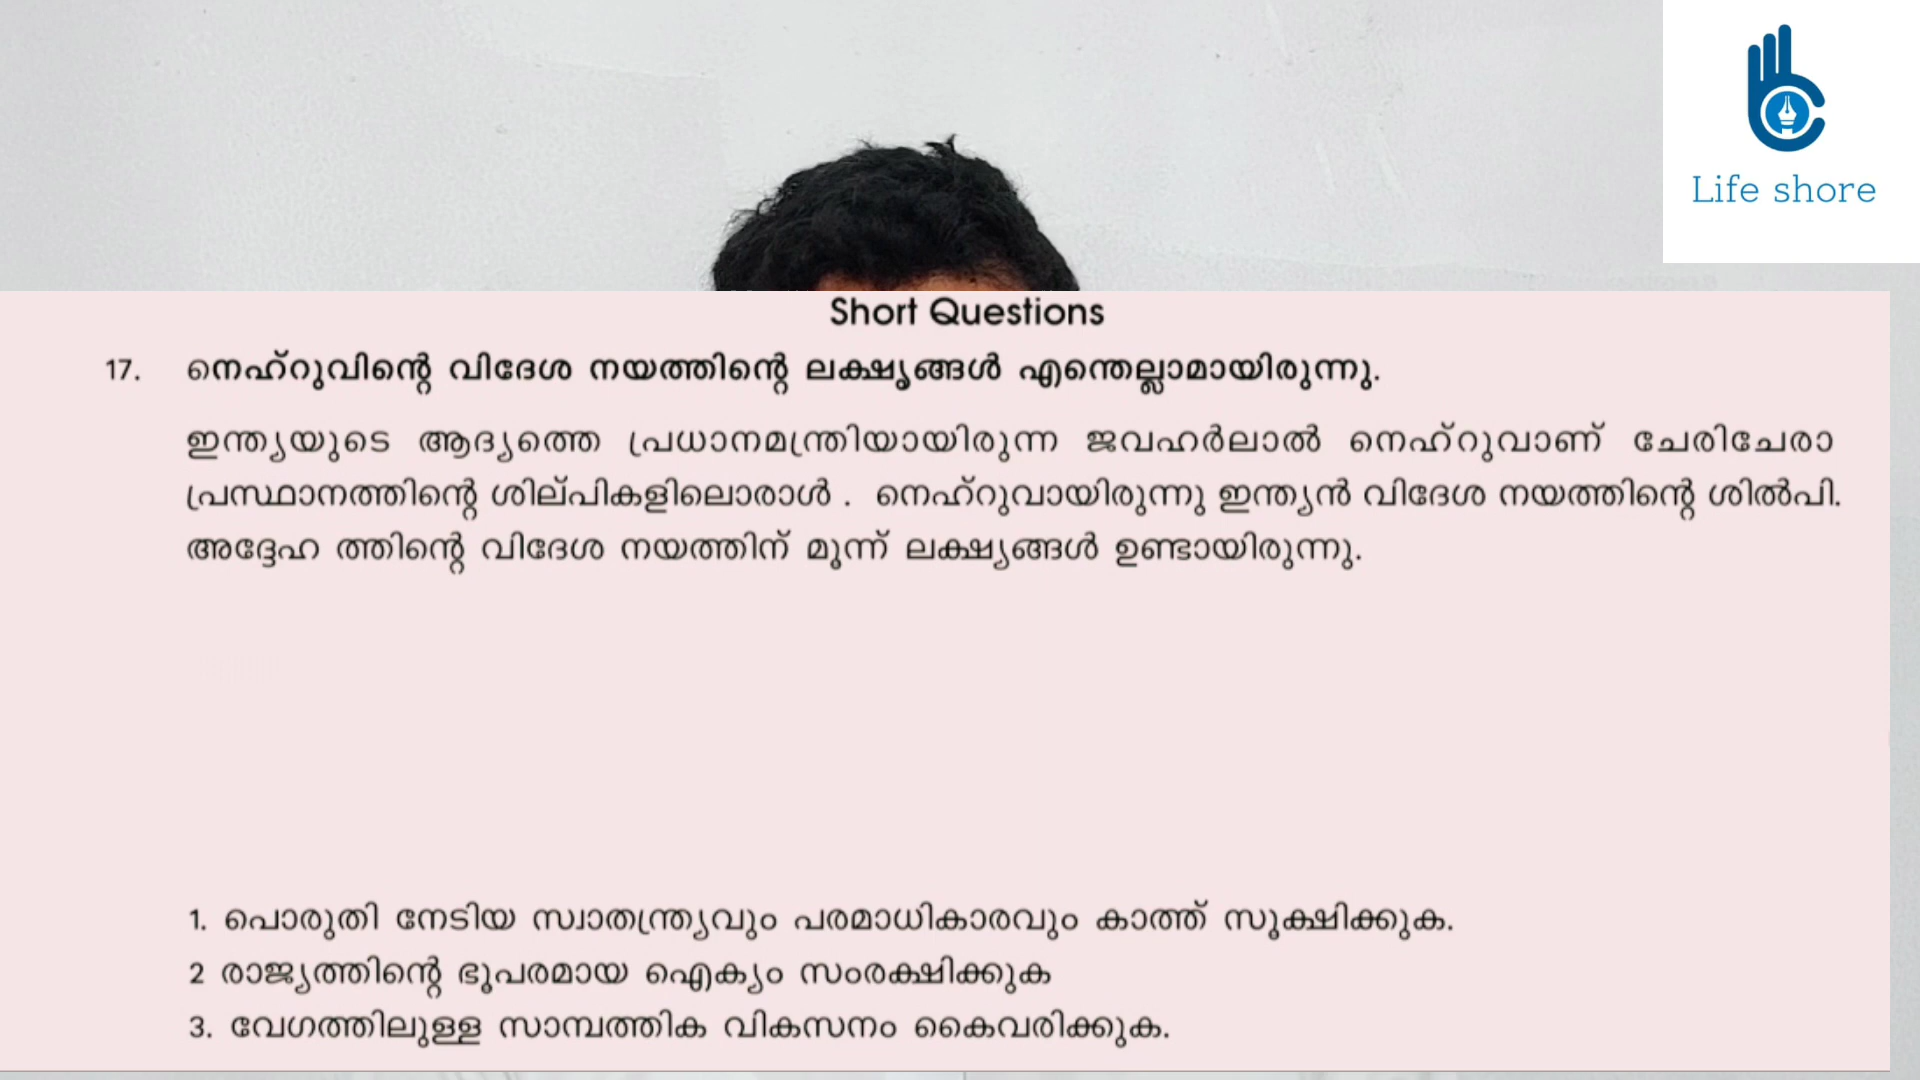 Life shore
Short Questions
17. നെഹ്റുവിന്റെ വിദേശ നയത്തിന്റെ ലക്ഷൃങ്ങൾ എന്തെല്ലാമായിരുന്നു.
ഇന്ത്യയുടെ ആദ്യത്തെ പ്രധാനമന്ത്രിയായിരുന്ന ജവഹർലാൽ നെഹ്റുവാണ് ചേരിചേരാ
പ്രസ്ഥാനത്തിന്റെ ശില്പികളിലൊരാൾ . നെഹ്റുവായിരുന്നു ഇന്ത്യൻ വിദേശ നയത്തിന്റെ ശിൽപി.
അദ്ദേഹ ത്തിന്റെ വിദേശ നയത്തിന് മൂന്ന് ലക്ഷ്യങ്ങൾ ഉണ്ടായിരുന്നു.
1. പൊരുതി നേടിയ സ്വാതന്ത്ര്യവും പരമാധികാരവും കാത്ത് സൂക്ഷിക്കുക.
2 രാജ്യത്തിന്റെ ഭൂപരമായ ഐക്യം സംരക്ഷിക്കുക
3. വേഗത്തിലുള്ള സാമ്പത്തിക വികസനം കൈവരിക്കുക.